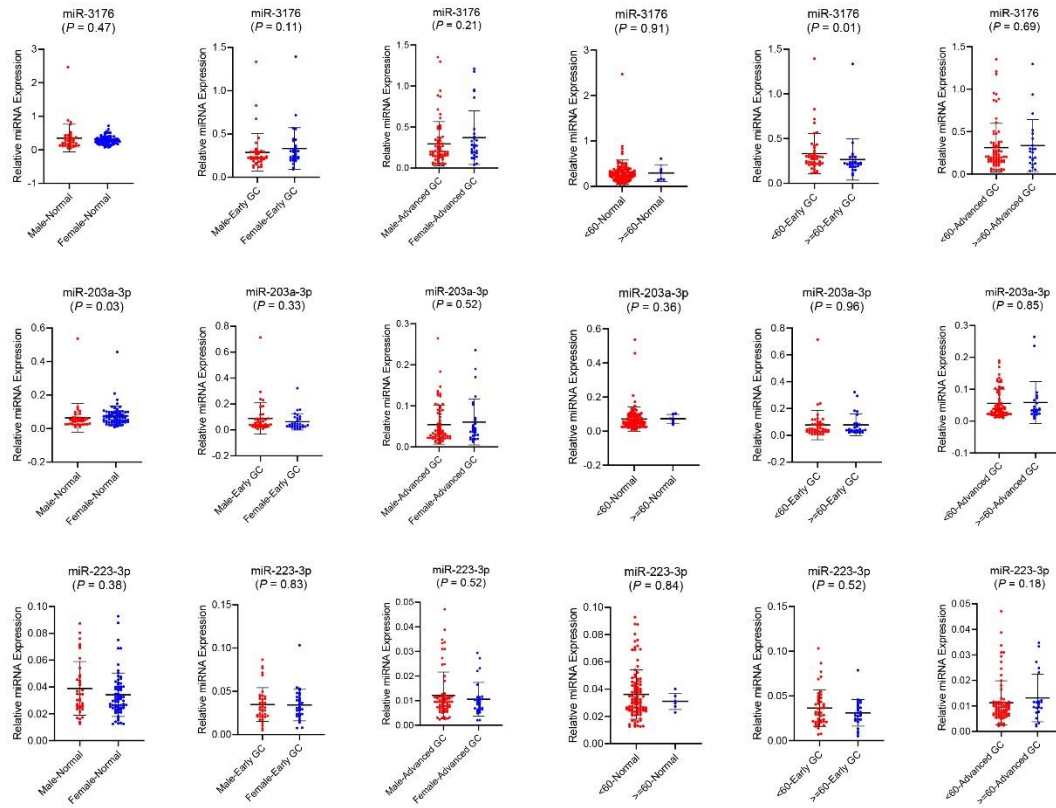 miR-3176
(P = 0.47)
Relative miRNA Expression
3
2
1
0
-1
Male-Normal
Female-Normal
miR-3176
(P = 0.11)
Relative miRNA Expression
1.5
1.0
0.5
0.0
Male-Early GC
Female-Early GC
miR-3176
(P = 0.21)
Relative miRNA Expression
1.5
1.0
0.5
0.0
Male-Advanced GC
Female-Advanced GC
miR-3176
(P = 0.91)
Relative miRNA Expression
3
2
1
0
<60-Normal
>=60-Normal
miR-3176
(P = 0.01)
Relative miRNA Expression
1.5
1.0
0.5
0.0
<60-Early GC
>=60-Early GC
miR-3176
(P = 0.69)
Relative miRNA Expression
1.5
1.0
0.5
0.0
<60-Advanced GC
>=60-Advanced GC
miR-203a-3p
(P = 0.03)
Relative miRNA Expression
0.6
0.4
0.2
0.0
-0.2
Male-Normal
Female-Normal
miR-203a-3p
(P = 0.33)
Relative miRNA Expression
0.8
0.6
0.4
0.2
0.0
-0.2
Male-Early GC
Female-Early GC
miR-203a-3p
(P = 0.52)
Relative miRNA Expression
0.3
0.2
0.1
0.0
Male-Advanced GC
Female-Advanced GC
miR-203a-3p
(P = 0.36)
Relative miRNA Expression
0.6
0.4
0.2
0.0
-0.2
<60-Normal
>=60-Normal
miR-203a-3p
(P = 0.96)
Relative miRNA Expression
0.8
0.6
0.4
0.2
0.0
-0.2
<60-Early GC
>=60-Early GC
miR-203a-3p
(P = 0.85)
Relative miRNA Expression
0.3
0.2
0.1
0.0
-0.1
<60-Advanced GC
>=60-Advanced GC
miR-223-3p
(P = 0.38)
Relative miRNA Expression
0.10
0.08
0.06
0.04
0.02
0.00
Male-Normal
Female-Normal
miR-223-3p
(P = 0.83)
Relative miRNA Expression
0.15
0.10
0.05
0.00
Male-Early GC
Female-Early GC
miR-223-3p
(P = 0.52)
Relative miRNA Expression
0.05
0.04
0.03
0.02
0.01
0.00
Male-Advanced GC
Female-Advanced GC
miR-223-3p
(P = 0.84)
Relative miRNA Expression
0.10
0.08
0.06
0.04
0.02
0.00
<60-Normal
>=60-Normal
miR-223-3p
(P = 0.52)
Relative miRNA Expression
0.15
0.10
0.05
0.00
<60-Early GC
>=60-Early GC
miR-223-3p
(P = 0.18)
Relative miRNA Expression
0.05
0.04
0.03
0.02
0.01
0.00
<60-Advanced GC
>=60-Advanced GC